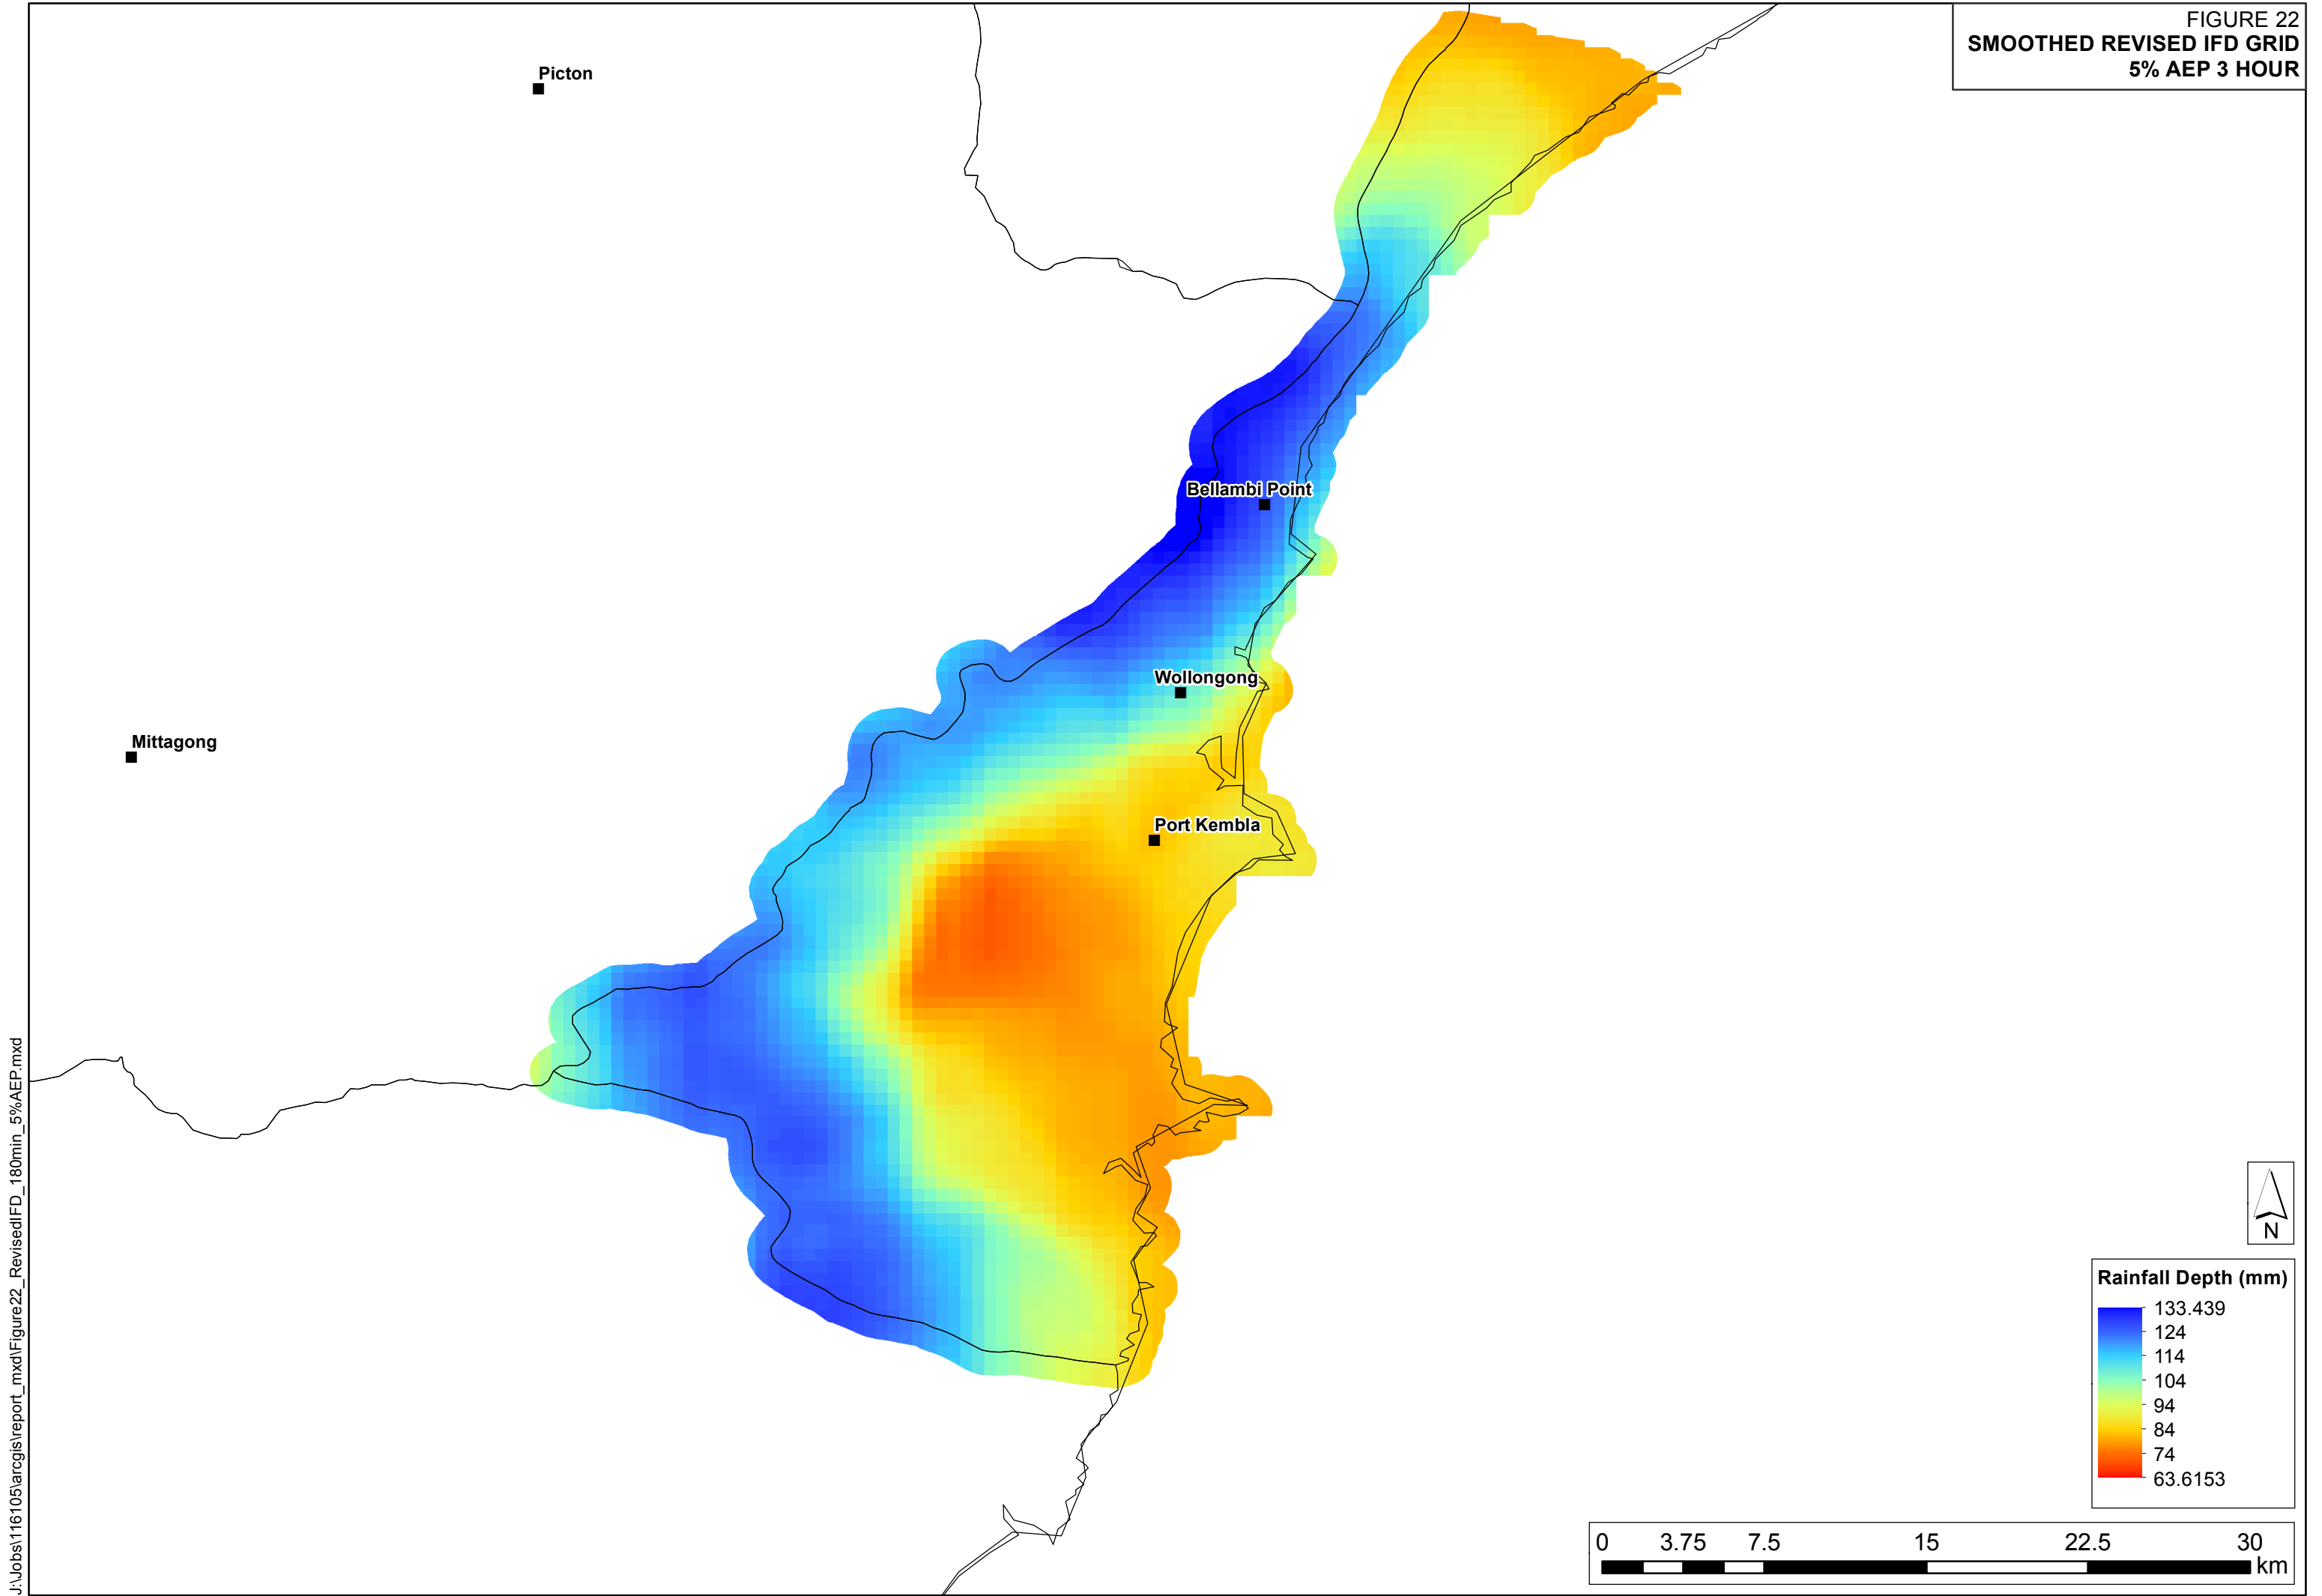 FIGURE 22
SMOOTHED REVISED IFD GRID
5% AEP 3 HOUR
Picton
Bellambi Point
Wollongong
Mittagong
Port Kembla
N
Rainfall Depth (mm)
133.439
124
114
104
94
84
74
63.6153
0 3.75 7.5 15 22.5 30
km
J:\Jobs\116105\arcgis\report_mxd\Figure22_RevisedIFD_180min_5%AEP.mxd